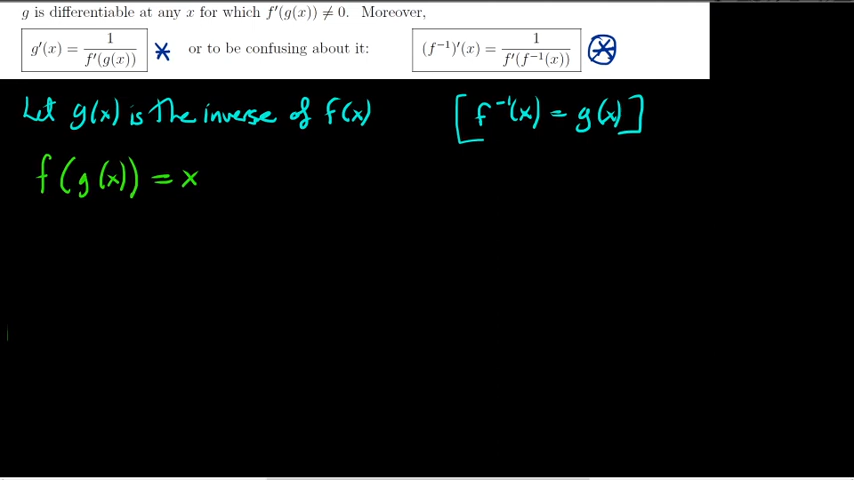 g is differentiable at any x for which f′(g(x)) ≠ 0. Moreover,
g′(x) = 1/f′(g(x)) * or to be confusing about it: (f⁻¹)′(x) = 1/f′(f⁻¹(x)) ⊛
Let g(x) is the inverse of f(x) [f⁻¹(x) = g(x)]
f(g(x)) = x